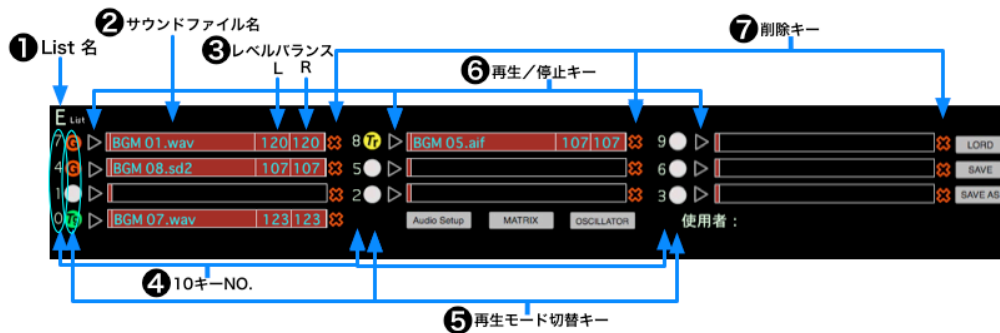 ❷サウンドファイル名
❼削除キー
❶List 名
❸レベルバランス
L R
❻再生／停止キー
E List
7 G BGM 01.wav 120 120 8 Tr BGM 05.aif 107 107 9 LORD
4 G BGM 08.sd2 107 107 5 6 SAVE
1 2 3 SAVE AS
0 Tr BGM 07.wav 123 123 Audio Setup MATRIX OSCILLATOR 使用者：
❹10キーNO.
❺再生モード切替キー